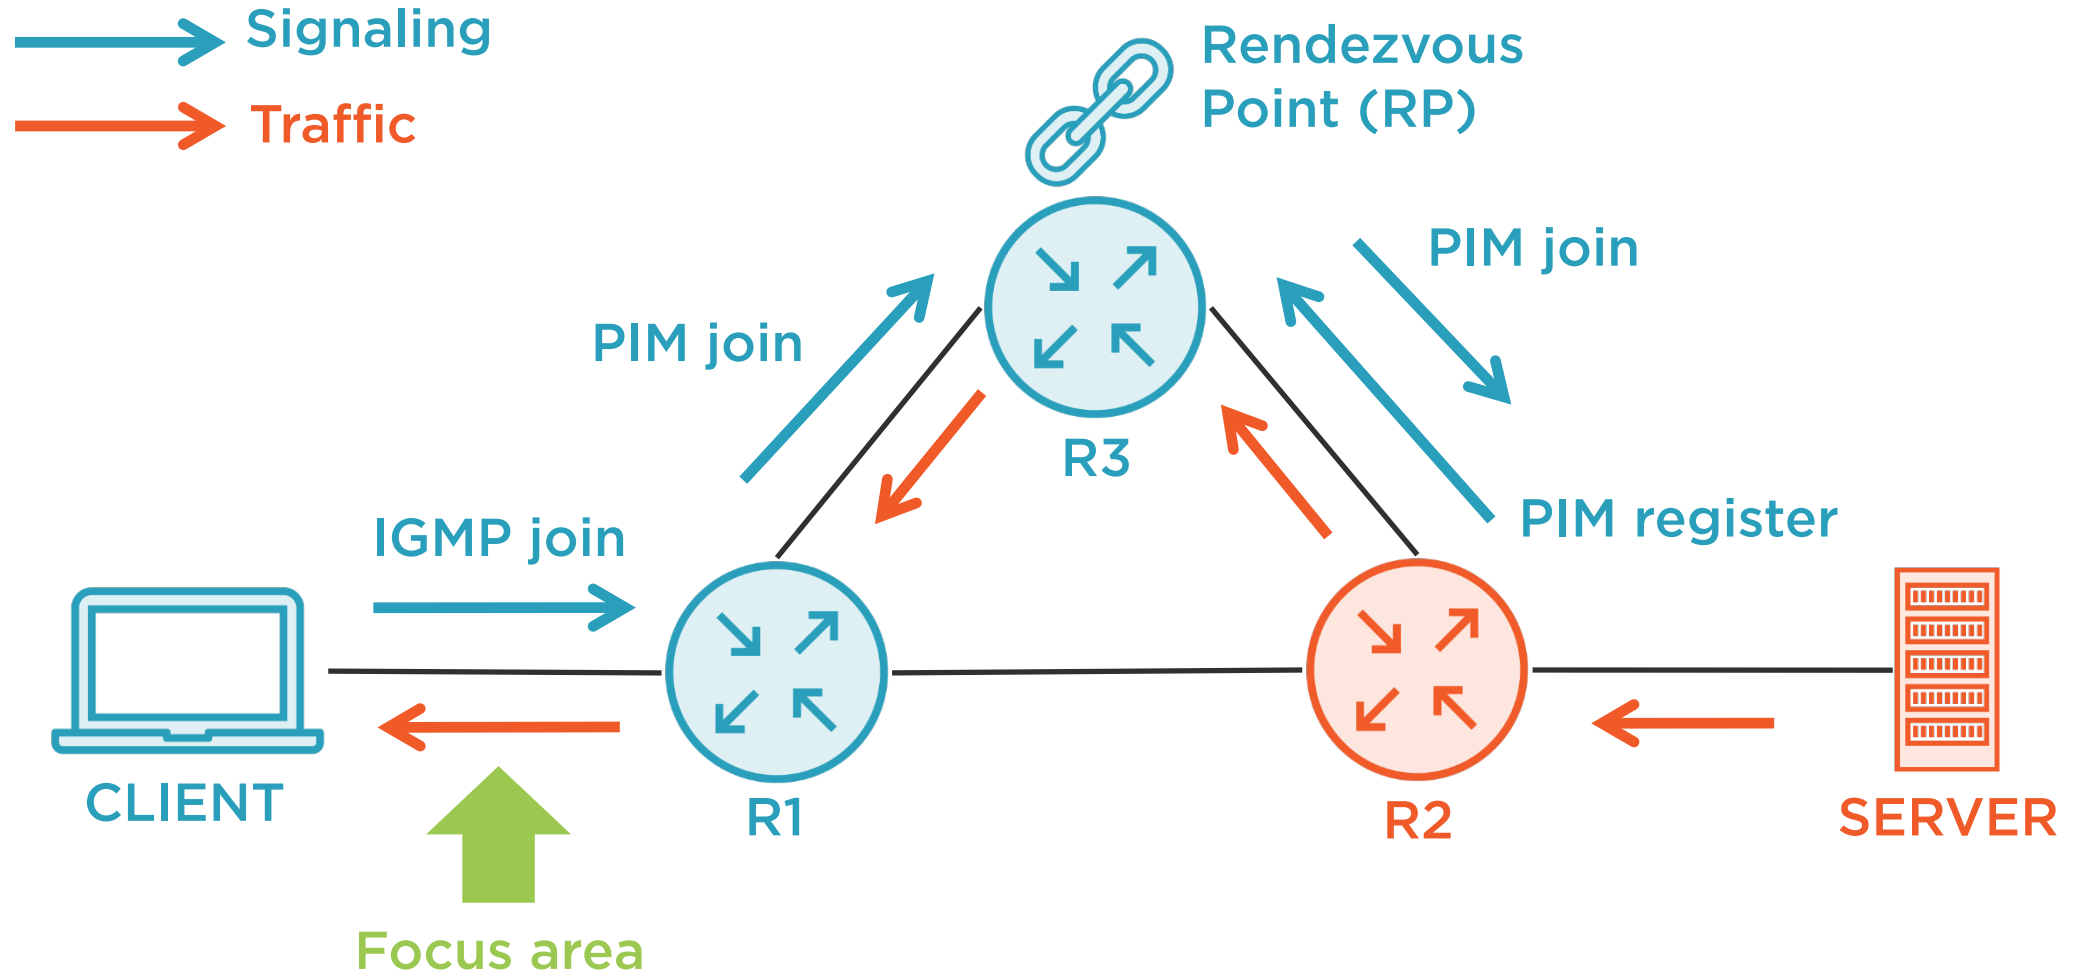 Signaling
Traffic
Rendezvous
Point (RP)
PIM join
PIM join
R3
IGMP join
PIM register
CLIENT
R1
R2
SERVER
Focus area